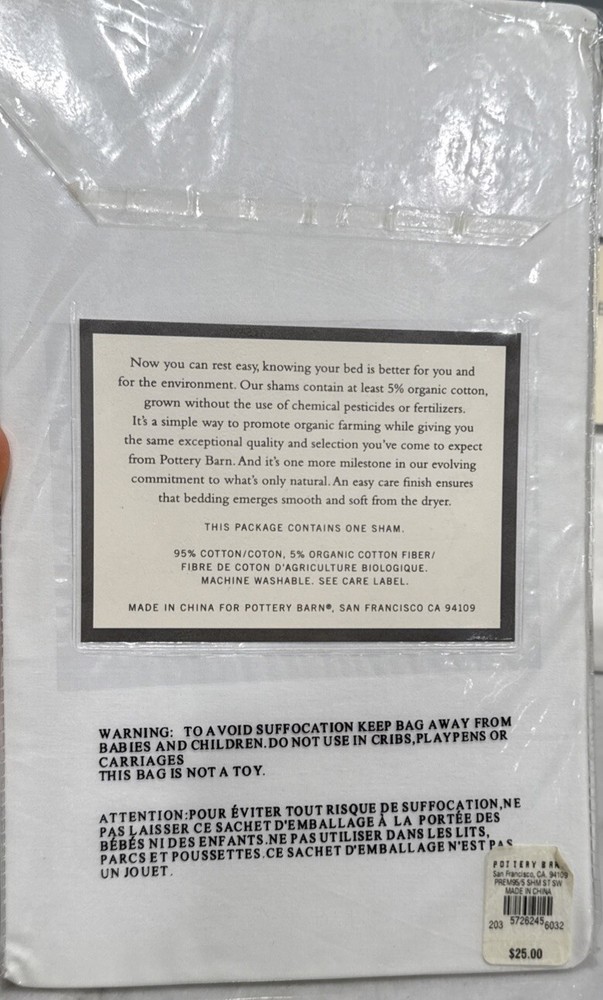 Now you can rest easy, knowing your bed is better for you and
for the environment. Our shams contain at least 5% organic cotton,
grown without the use of chemical pesticides or fertilizers.
It's a simple way to promote organic farming while giving you
the same exceptional quality and selection you've come to expect
from Pottery Barn. And it's one more milestone in our evolving
commitment to what's only natural. An easy care finish ensures
that bedding emerges smooth and soft from the dryer.
THIS PACKAGE CONTAINS ONE SHAM.
95% COTTON/COTON, 5% ORGANIC COTTON FIBER/
FIBRE DE COTON D'AGRICULTURE BIOLOGIQUE.
MACHINE WASHABLE. SEE CARE LABEL.
MADE IN CHINA FOR POTTERY BARN®, SAN FRANCISCO CA 94109
WARNING: TO AVOID SUFFOCATION KEEP BAG AWAY FROM
BABIES AND CHILDREN.DO NOT USE IN CRIBS,PLAYPENS OR
CARRIAGES
THIS BAG IS NOT A TOY.
ATTENTION:POUR ÉVITER TOUT RISQUE DE SUFFOCATION,NE
PAS LAISSER CE SACHET D'EMBALLAGE À LA PORTÉE DES
BÉBÉS NI DES ENFANTS.NE PAS UTILISER DANS LES LITS,
PARCS ET POUSSETTES.CE SACHET D'EMBALLAGE N'EST PAS
UN JOUET.
POTTERY BRN
San Francisco, CA. 94109
PREM95/5 SHM ST SW
MADE IN CHINA
203 5726245 6032
$25.00